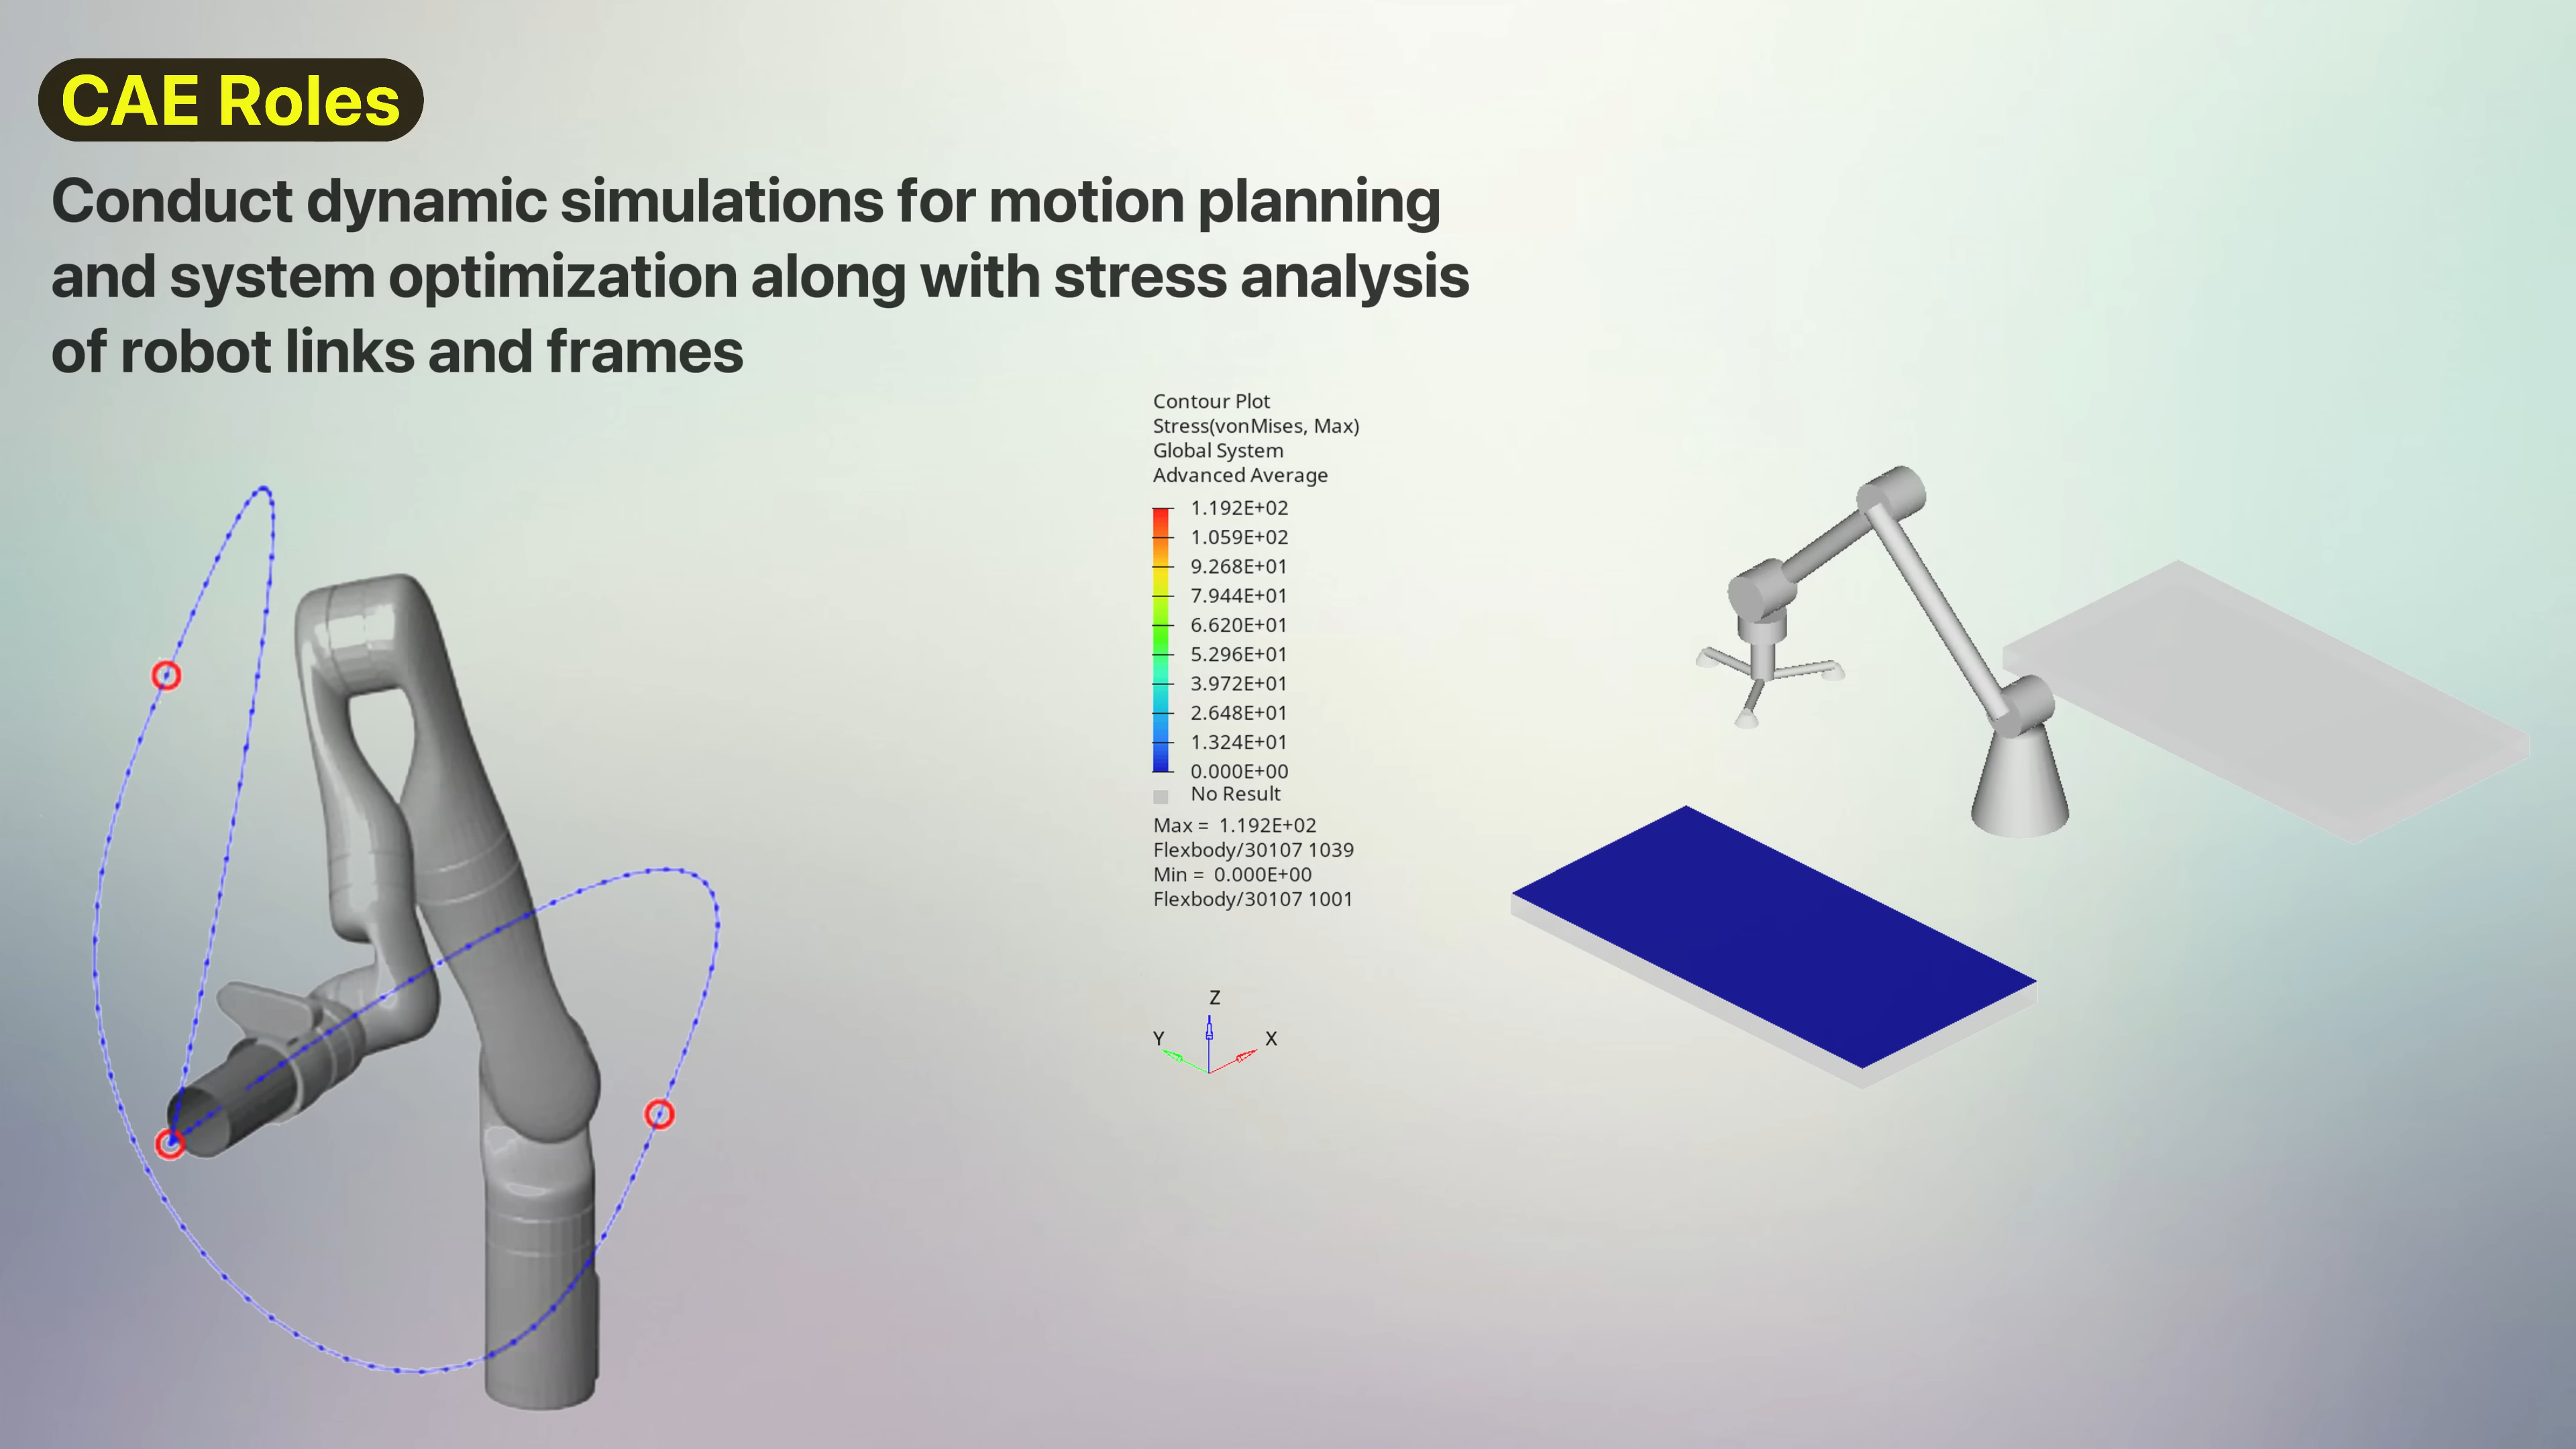 CAE Roles
Conduct dynamic simulations for motion planning
and system optimization along with stress analysis
of robot links and frames
Contour Plot
Stress(vonMises, Max)
Global System
Advanced Average
1.192E+02
1.059E+02
9.268E+01
7.944E+01
6.620E+01
5.296E+01
3.972E+01
2.648E+01
1.324E+01
0.000E+00
No Result
Max = 1.192E+02
Flexbody/30107 1039
Min = 0.000E+00
Flexbody/30107 1001
Z
Y
X